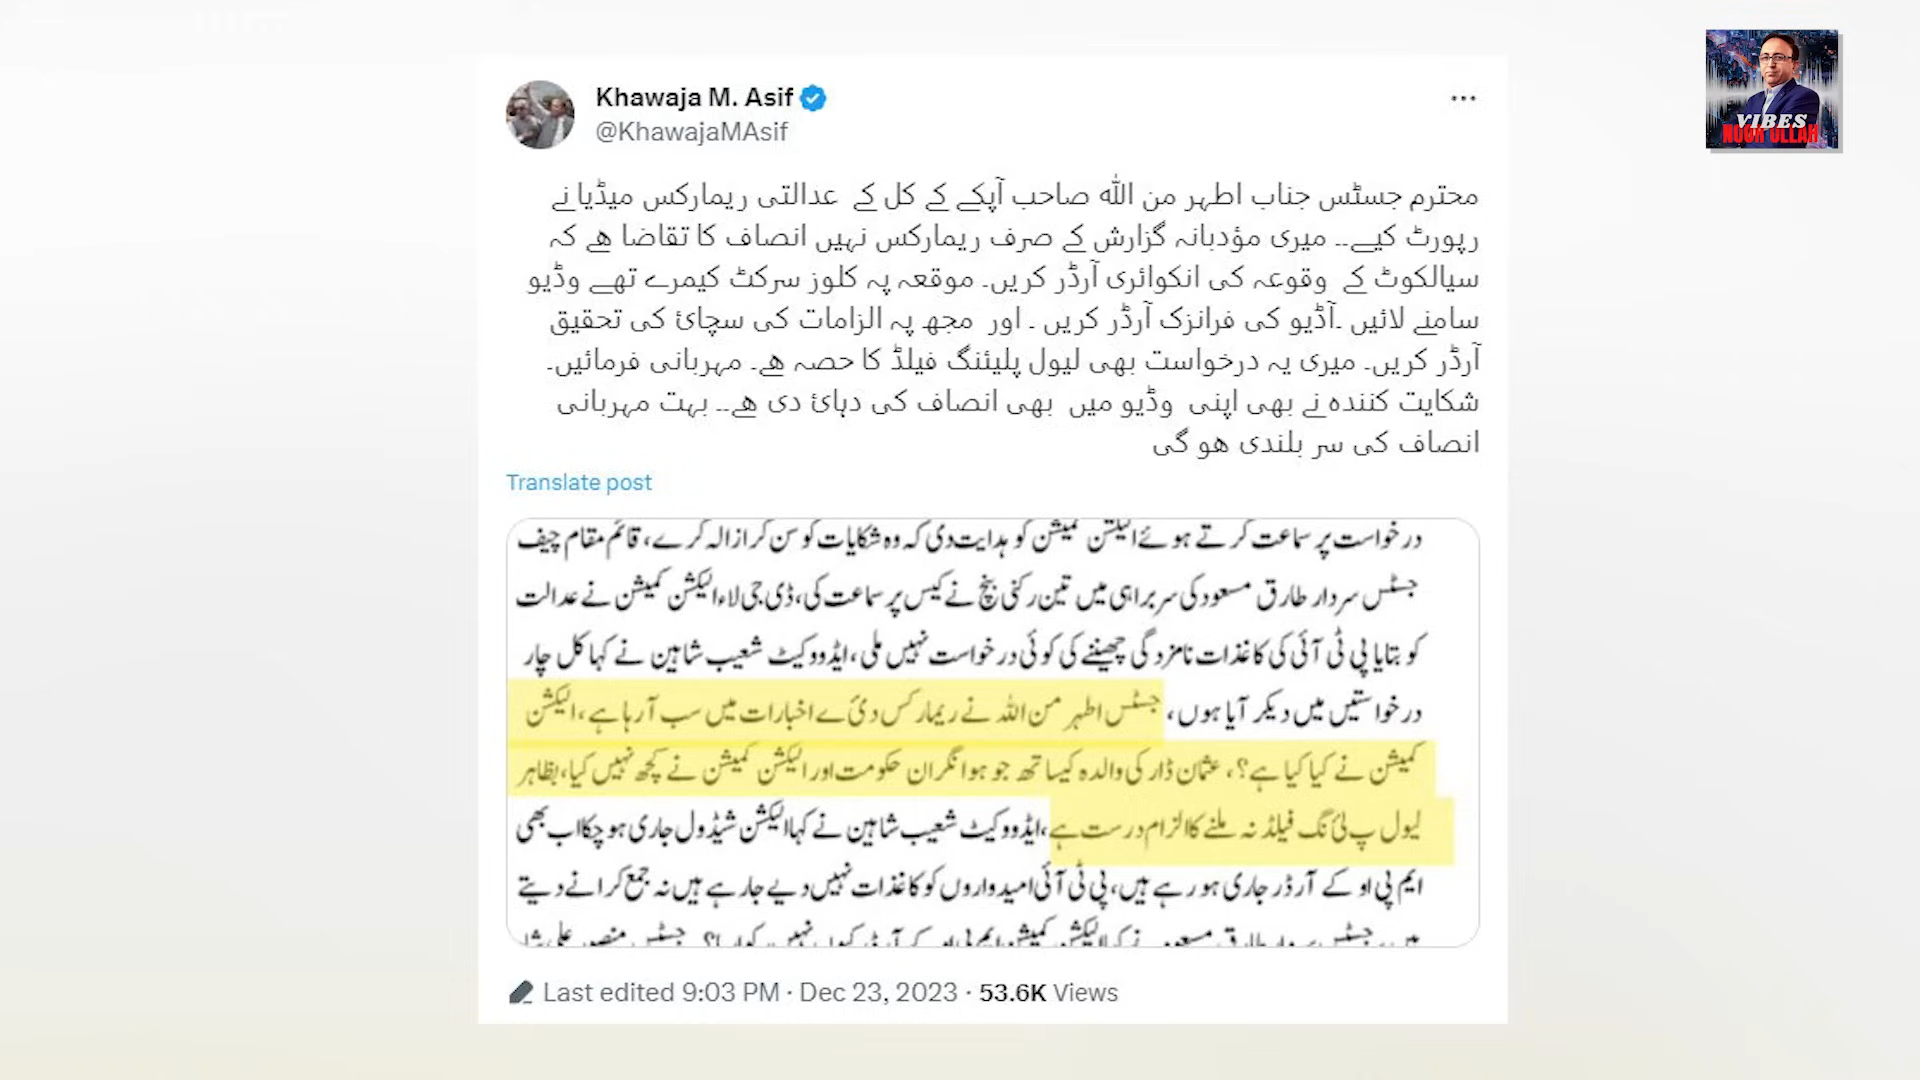 Khawaja M. Asif
@KhawajaMAsif
محترم جسٹس جناب اطہر من اللّٰہ صاحب آپکے کے کل کے عدالتی ریمارکس میڈیا نے
رپورٹ کیے۔۔ میری مؤدبانہ گزارش کے صرف ریمارکس نہیں انصاف کا تقاضا ھے کہ
سیالکوٹ کے وقوعہ کی انکوائری آرڈر کریں۔ موقعہ پہ کلوز سرکٹ کیمرے تھے وڈیو
سامنے لائیں ۔آڈیو کی فرانزک آرڈر کریں ۔ اور مجھ پہ الزامات کی سچائ کی تحقیق
آرڈر کریں۔ میری یہ درخواست بھی لیول پلیئنگ فیلڈ کا حصہ ھے۔ مہربانی فرمائیں۔
شکایت کنندہ نے بھی اپنی وڈیو میں بھی انصاف کی دہائ دی ھے۔۔ بہت مہربانی
انصاف کی سر بلندی ھو گی
Translate post
درخواست پر سماعت کرتے ہوئے الیکشن کمیشن کو ہدایت دی کہ وہ شکایات کو سن کر ازالہ کرے، قائم مقام چیف
جسٹس سردار طارق مسعود کی سربراہی میں تین رکنی بنچ نے کیس پر سماعت کی، ڈی جی لاء الیکشن کمیشن نے عدالت
کو بتایا پی ٹی آئی کی کاغذات نامزدگی چھیننے کی کوئی درخواست نہیں ملی، ایڈووکیٹ شعیب شاہین نے کہا کل چار
درخواستیں میں دیکر آیا ہوں، جسٹس اطہر من اللہ نے ریمارکس دئ ے اخبارات میں سب آ رہا ہے، الیکشن
کمیشن نے کیا کیا ہے؟، عثمان ڈار کی والدہ کیساتھ جو ہوا نگران حکومت اور الیکشن کمیشن نے کچھ نہیں کیا، بظاہر
لیول پ لئ نگ فیلڈ نہ ملنے کا الزام درست ہے، ایڈووکیٹ شعیب شاہین نے کہا الیکشن شیڈول جاری ہو چکا اب بھی
ایم پی او کے آرڈر جاری ہو رہے ہیں، پی ٹی آئی امیدواروں کو کاغذات نہیں دیے جا رہے ہیں نہ جمع کرانے دیتے
Last edited 9:03 PM · Dec 23, 2023 · 53.6K Views
VIBES
NOOR ULLAH